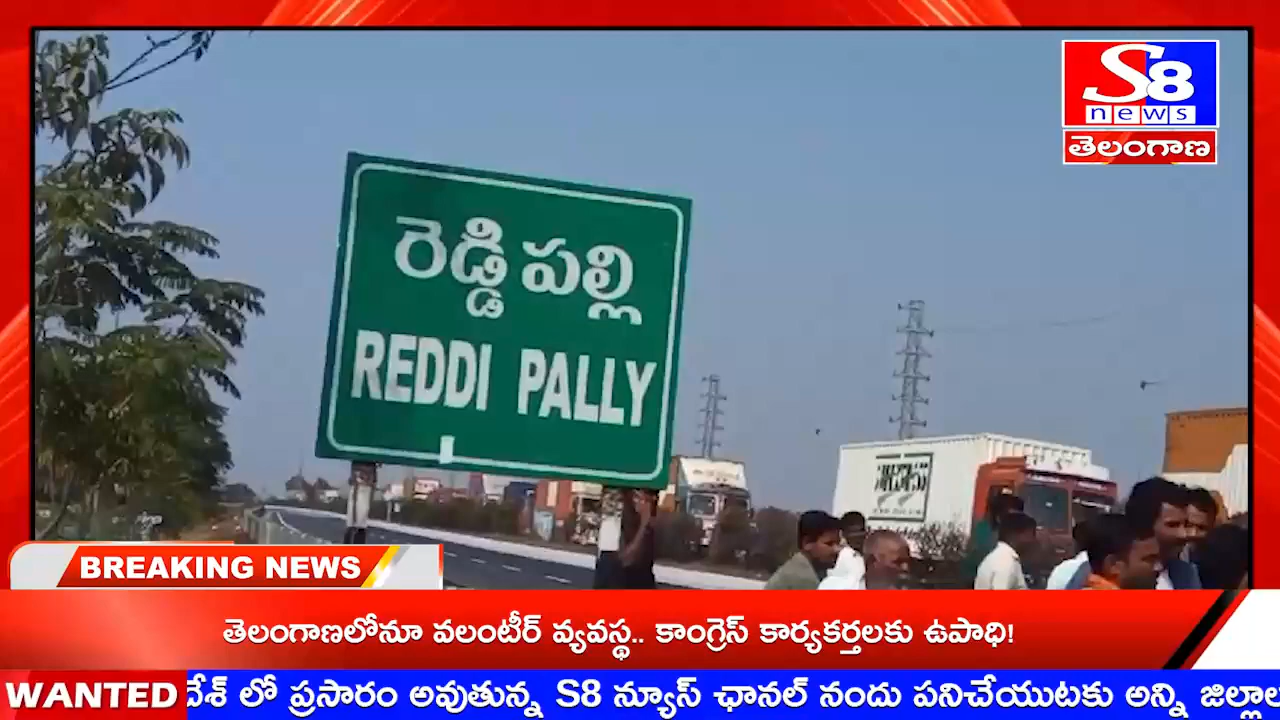 S8
news
తెలంగాణ
రెడ్డి పల్లి
REDDI PALLY
BREAKING NEWS
తెలంగాణలోనూ వలంటీర్ వ్యవస్థ.. కాంగ్రెస్ కార్యకర్తలకు ఉపాధి!
WANTED
దేశ్ లో ప్రసారం అవుతున్న S8 న్యూస్ ఛానల్ నందు పనిచేయుటకు అన్ని జిల్లాల